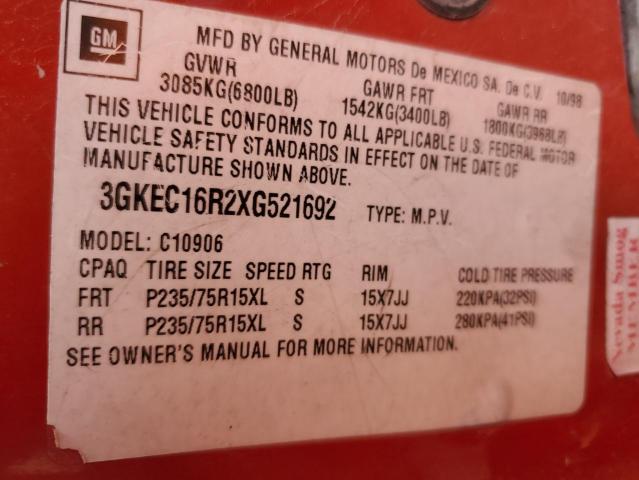 GM
MFD BY GENERAL MOTORS De MEXICO SA. De C.V. 10/98
GVWR GAWR FRT GAWR RR
3085KG(6800LB) 1542KG(3400LB) 1800KG(3968LB)
THIS VEHICLE CONFORMS TO ALL APPLICABLE U.S. FEDERAL MOTOR
VEHICLE SAFETY STANDARDS IN EFFECT ON THE DATE OF
MANUFACTURE SHOWN ABOVE.
3GKEC16R2XG521692 TYPE: M.P.V.
MODEL: C10906
CPAQ TIRE SIZE SPEED RTG RIM COLD TIRE PRESSURE
FRT P235/75R15XL S 15X7JJ 220KPA(32PSI)
RR P235/75R15XL S 15X7JJ 280KPA(41PSI)
SEE OWNER'S MANUAL FOR MORE INFORMATION.
Nevada Smog